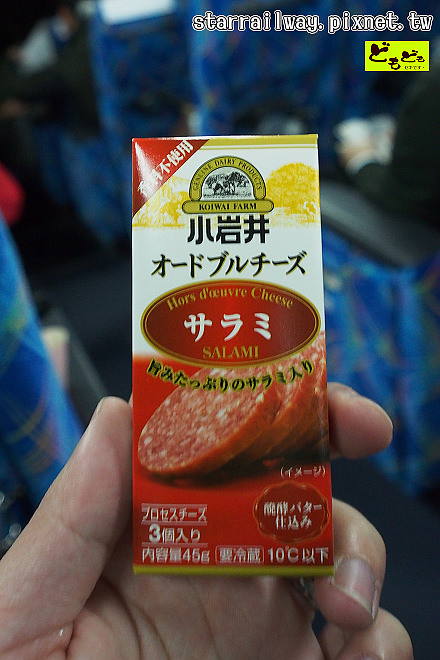 starrailway.pixnet.tw
どもども
香料不使用
GENUINE DAIRY PRODUCTS
KOIWAI FARM
小岩井
オードブルチーズ
Hors d'œuvre Cheese
サラミ
SALAMI
旨みたっぷりのサラミ入り
(イメージ)
プロセスチーズ
3個入り
内容量45g 要冷蔵 10℃以下
醗酵バター
仕込み